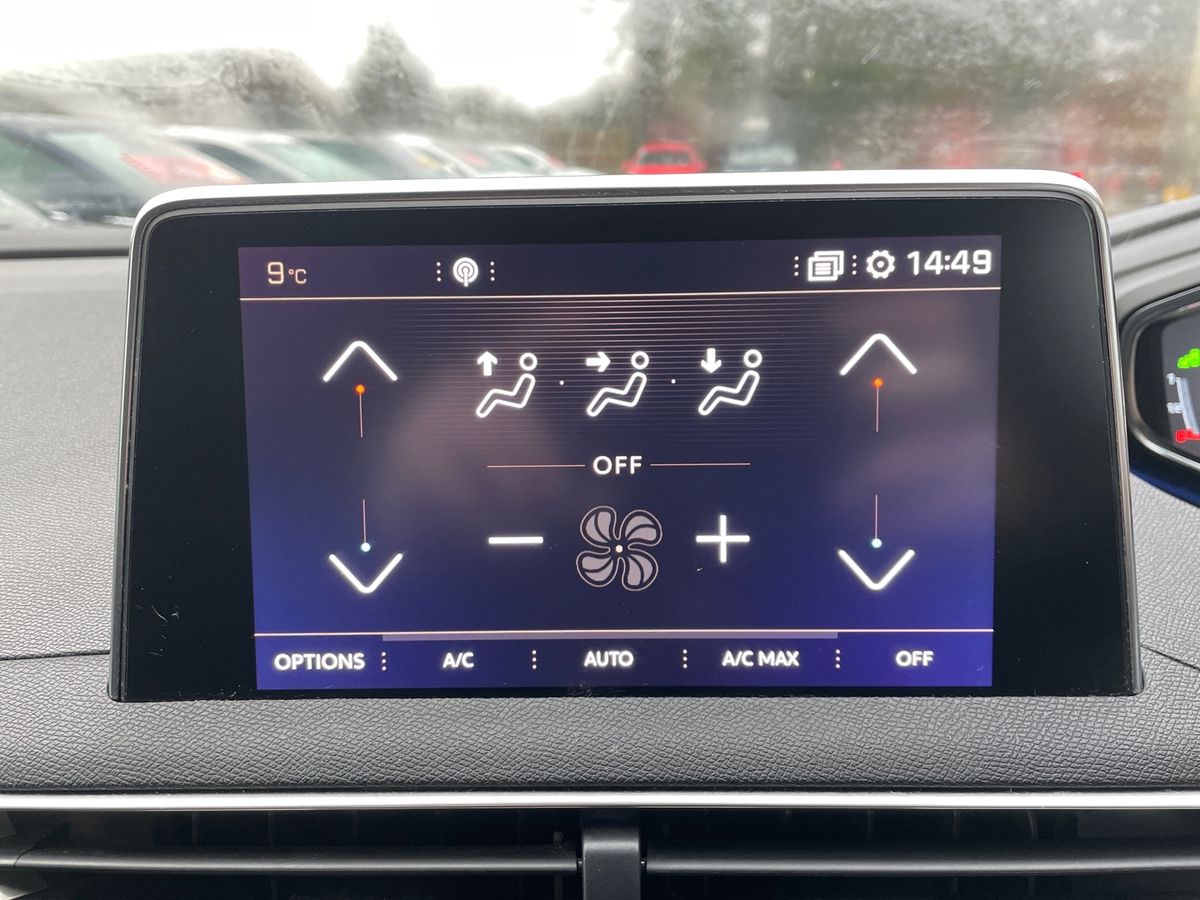 9°C 14:49
OFF
OPTIONS A/C AUTO A/C MAX OFF